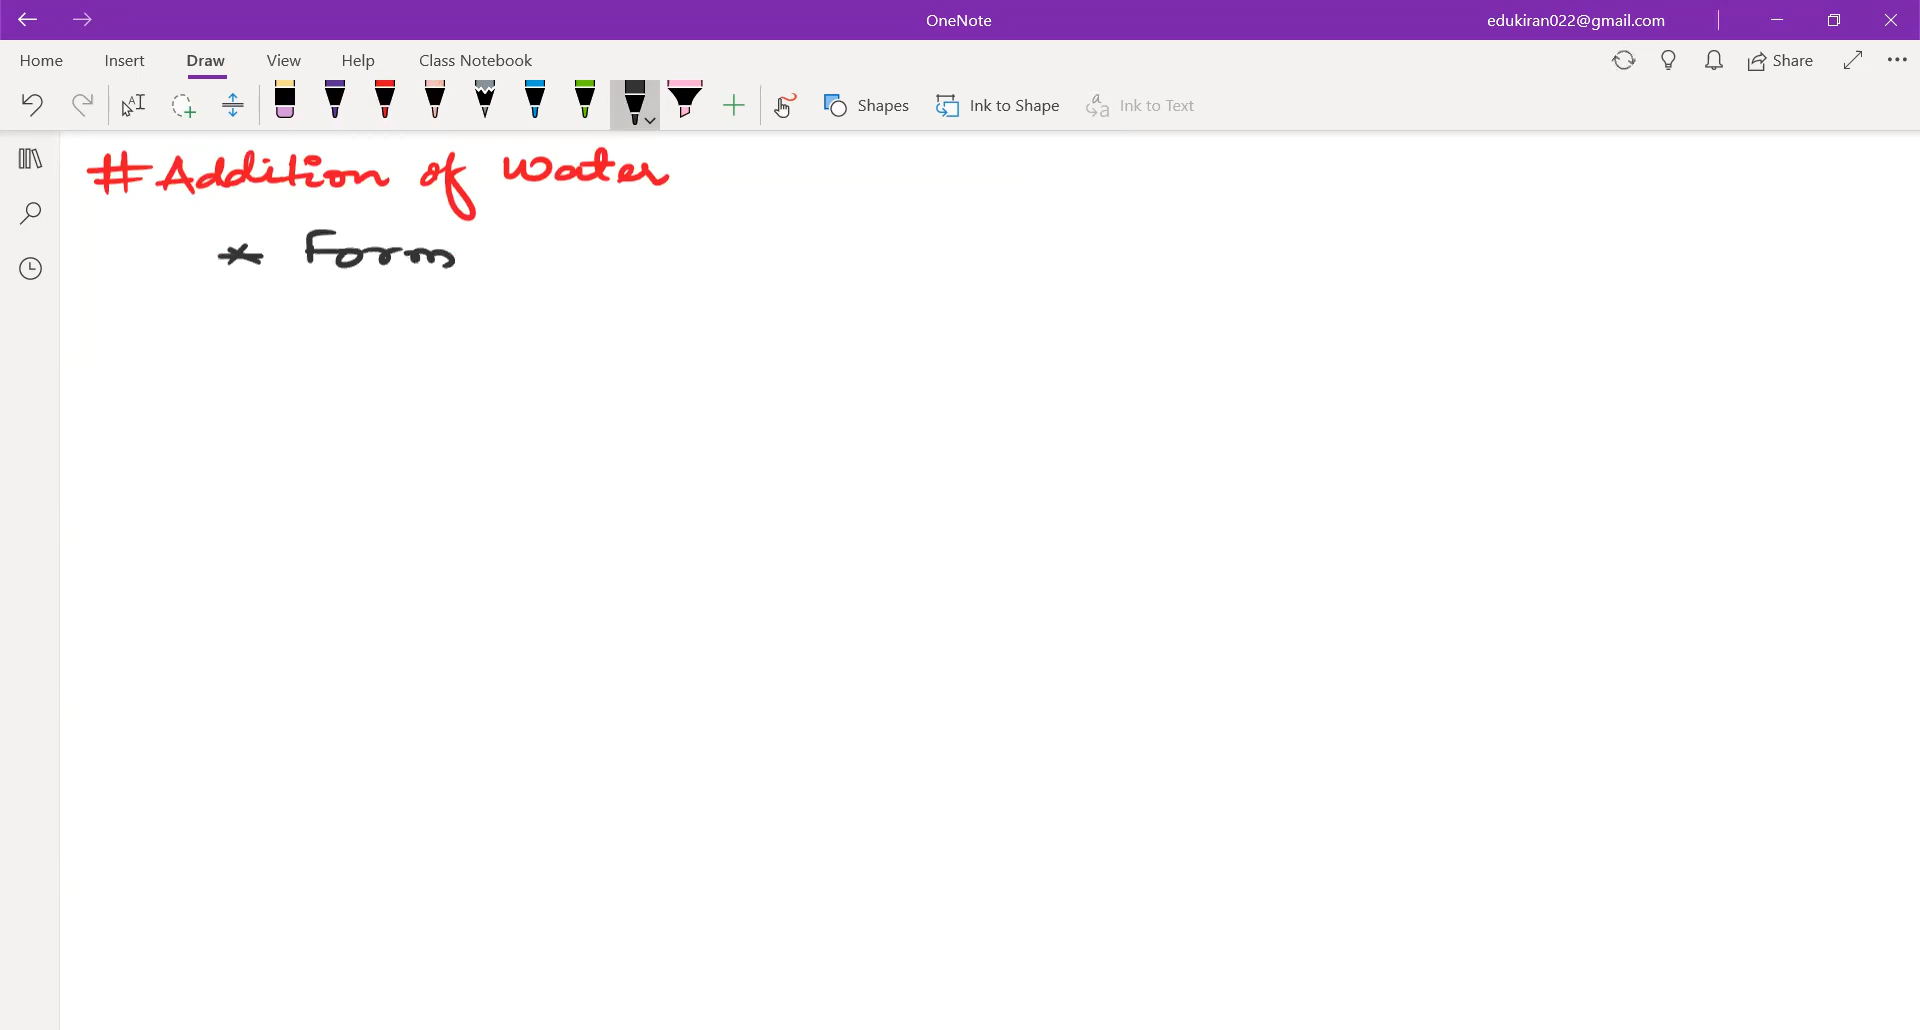 OneNote
edukiran022@gmail.com
Home Insert Draw View Help Class Notebook
Share
Shapes Ink to Shape Ink to Text
# Addition of water
* Form